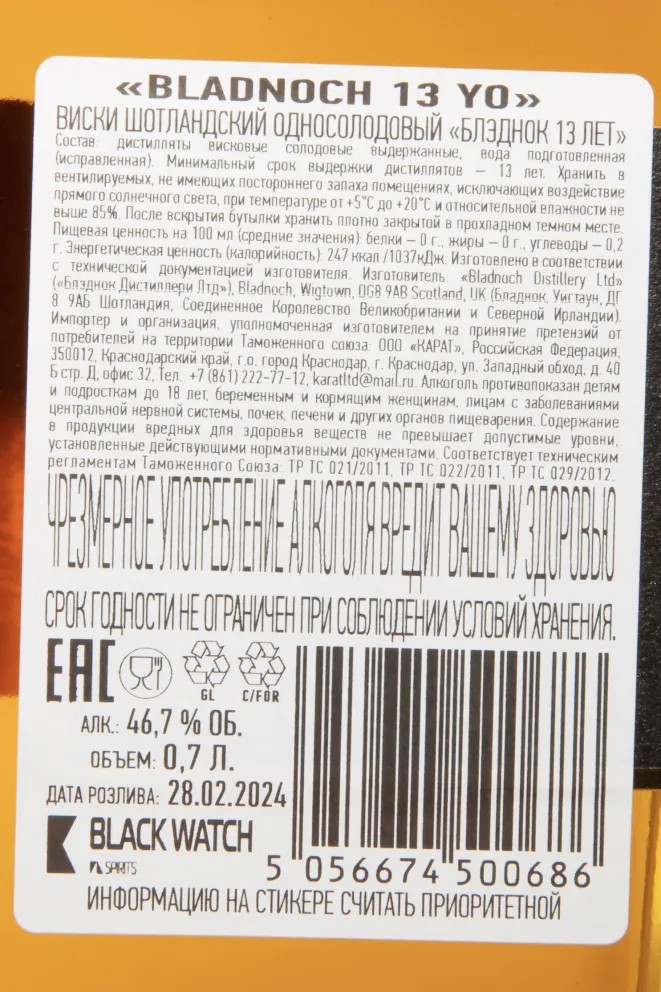 «BLADNOCH 13 YO»
ВИСКИ ШОТЛАНДСКИЙ ОДНОСОЛОДОВЫЙ «БЛЭДНОК 13 ЛЕТ»
Состав: дистилляты висковые солодовые выдержанные, вода подготовленная
(исправленная). Минимальный срок выдержки дистиллятов – 13 лет. Хранить в
вентилируемых, не имеющих постороннего запаха помещениях, исключающих воздействие
прямого солнечного света, при температуре от +5°С до +20°С и относительной влажности не
выше 85%. После вскрытия бутылки хранить плотно закрытой в прохладном темном месте.
Пищевая ценность на 100 мл (средние значения): белки – 0 г., жиры – 0 г., углеводы – 0,2
г. Энергетическая ценность (калорийность): 247 ккал /1037кДж. Изготовлено в соответствии
с технической документацией изготовителя. Изготовитель: «Bladnoch Distillery Ltd»
(«Блэднок Дистиллери Лтд»), Bladnoch, Wigtown, DG8 9AB Scotland, UK (Бладнок, Уигтаун, ДГ
8 9АБ Шотландия, Соединенное Королевство Великобритании и Северной Ирландии).
Импортер и организация, уполномоченная изготовителем на принятие претензий от
потребителей на территории Таможенного союза: ООО «КАРАТ», Российская Федерация,
350012, Краснодарский край, г.о. город Краснодар, г. Краснодар, ул. Западный обход, д. 40
Б стр. Д, офис 32, Тел.: +7 (861) 222-77-12, karatltd@mail.ru. Алкоголь противопоказан детям
и подросткам до 18 лет, беременным и кормящим женщинам, лицам с заболеваниями
центральной нервной системы, почек, печени и других органов пищеварения. Содержание
в продукции вредных для здоровья веществ не превышает допустимые уровни,
установленные действующими нормативными документами. Соответствует техническим
регламентам Таможенного Союза: ТР ТС 021/2011, ТР ТС 022/2011, ТР ТС 029/2012.
ЧРЕЗМЕРНОЕ УПОТРЕБЛЕНИЕ АЛКОГОЛЯ ВРЕДИТ ВАШЕМУ ЗДОРОВЬЮ
СРОК ГОДНОСТИ НЕ ОГРАНИЧЕН ПРИ СОБЛЮДЕНИИ УСЛОВИЙ ХРАНЕНИЯ.
EAC
GL C/FOR
АЛК.: 46,7 % ОБ.
ОБЪЕМ: 0,7 Л.
ДАТА РОЗЛИВА: 28.02.2024
BLACK WATCH
SPIRITS
5 056674 500686
ИНФОРМАЦИЮ НА СТИКЕРЕ СЧИТАТЬ ПРИОРИТЕТНОЙ